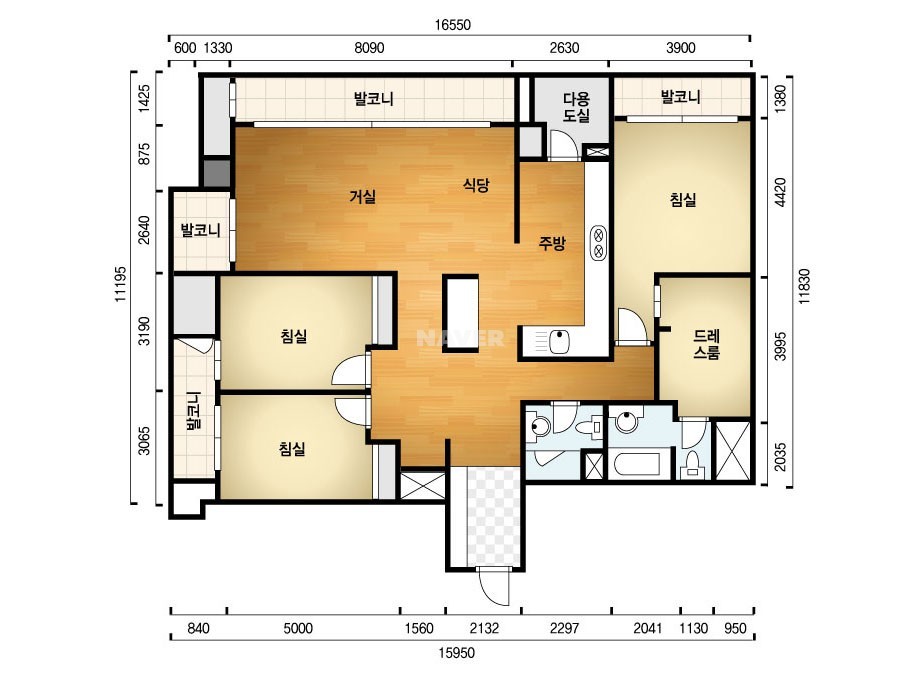 16550
600 1330 8090 2630 3900
발코니
다용
도실
발코니
1425
1380
875
거실
식당
침실
4420
2640
발코니
주방
11195
11830
3190
침실
NAVER
드레
스룸
3995
발코니
3065
침실
2035
840 5000 1560 2132 2297 2041 1130 950
15950